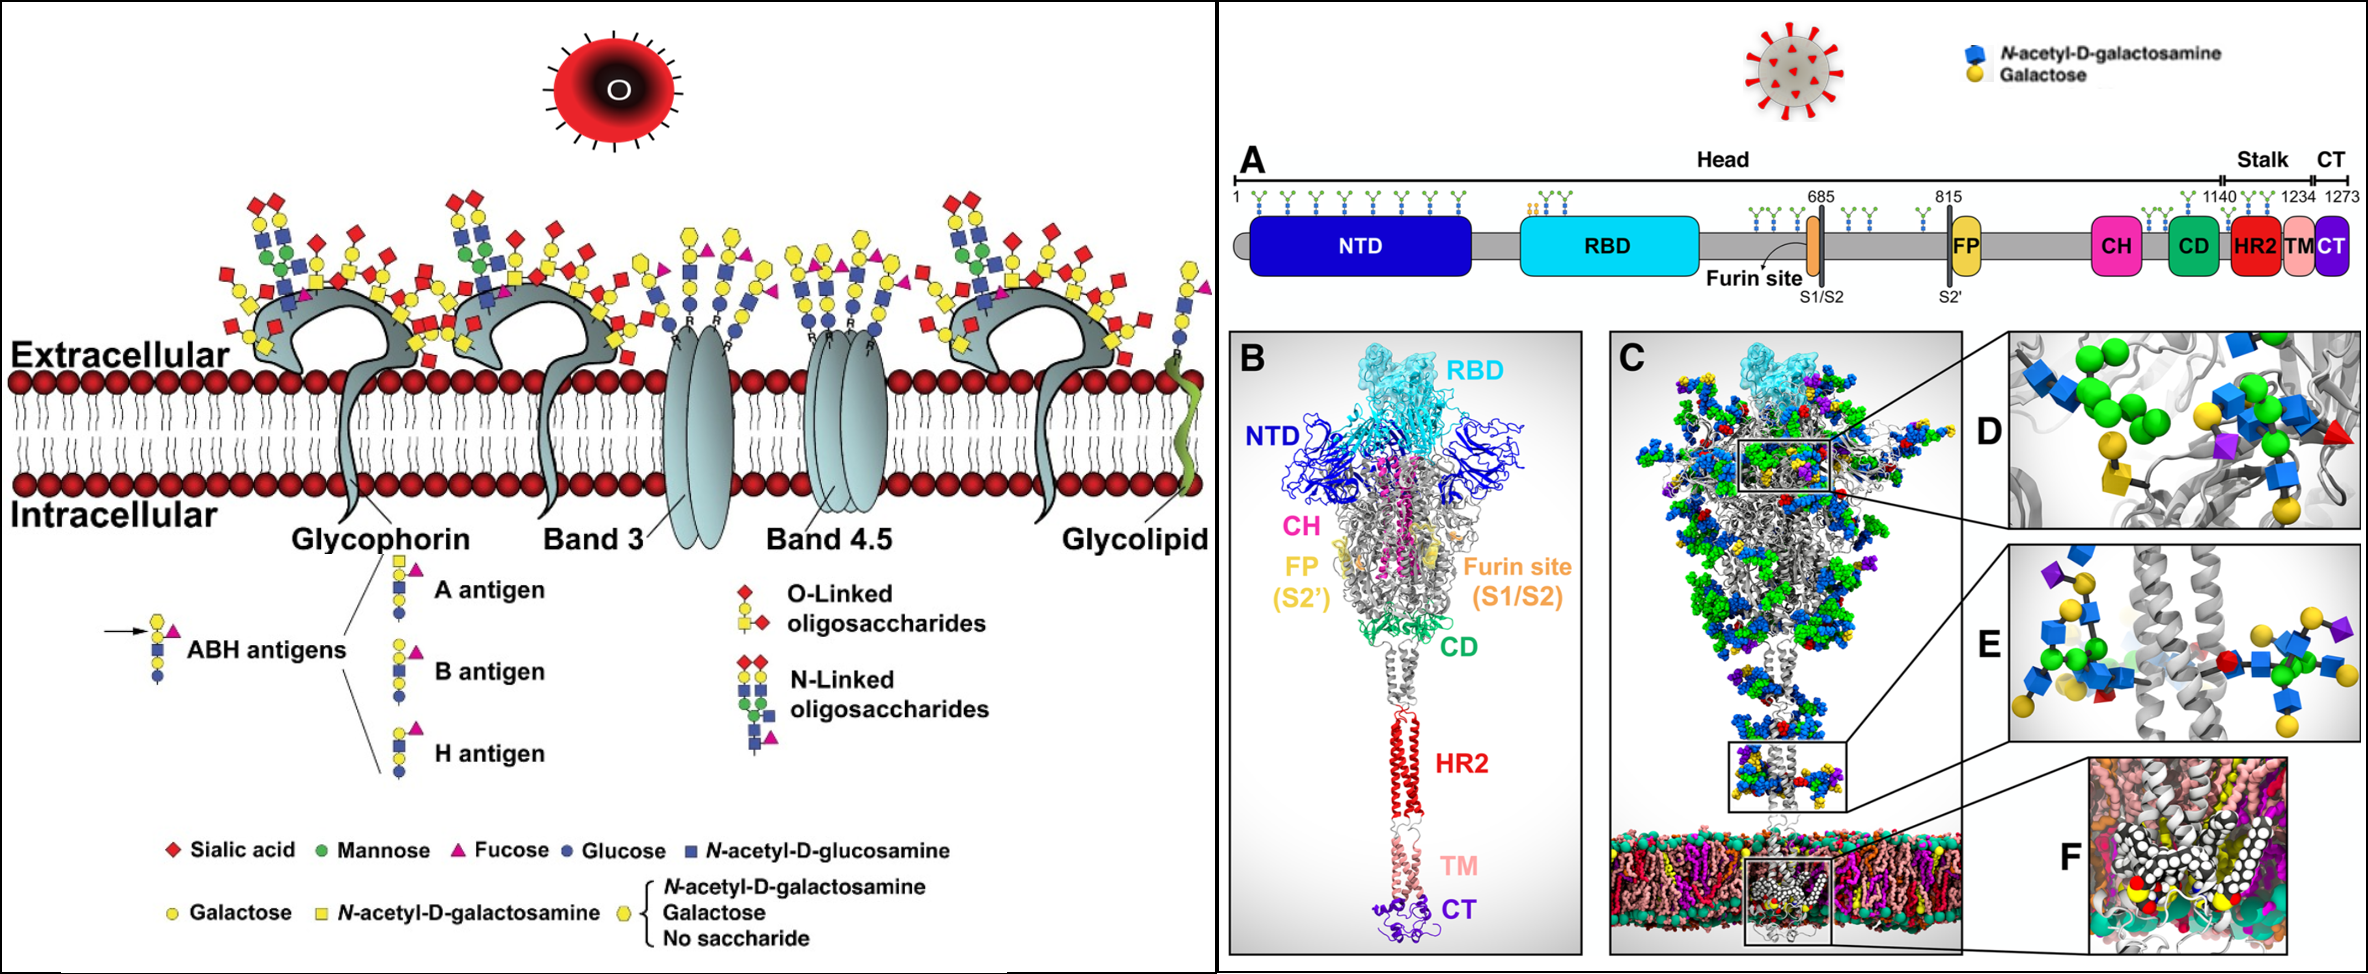 O
Extracellular
Intracellular
Glycophorin
Band 3
Band 4.5
Glycolipid
ABH antigens
A antigen
B antigen
H antigen
O-Linked
oligosaccharides
N-Linked
oligosaccharides
R
R
R
R
R
R
R
R
R
Sialic acid
Mannose
Fucose
Glucose
N-acetyl-D-glucosamine
Galactose
N-acetyl-D-galactosamine
N-acetyl-D-galactosamine
Galactose
No saccharide
N-acetyl-D-galactosamine
Galactose
A
Head
Stalk
CT
1
685
815
1140
1234
1273
NTD
RBD
FP
CH
CD
HR2
TM
CT
Furin site
S1/S2
S2'
B
RBD
NTD
CH
FP
(S2’)
Furin site
(S1/S2)
CD
HR2
TM
CT
C
D
E
F